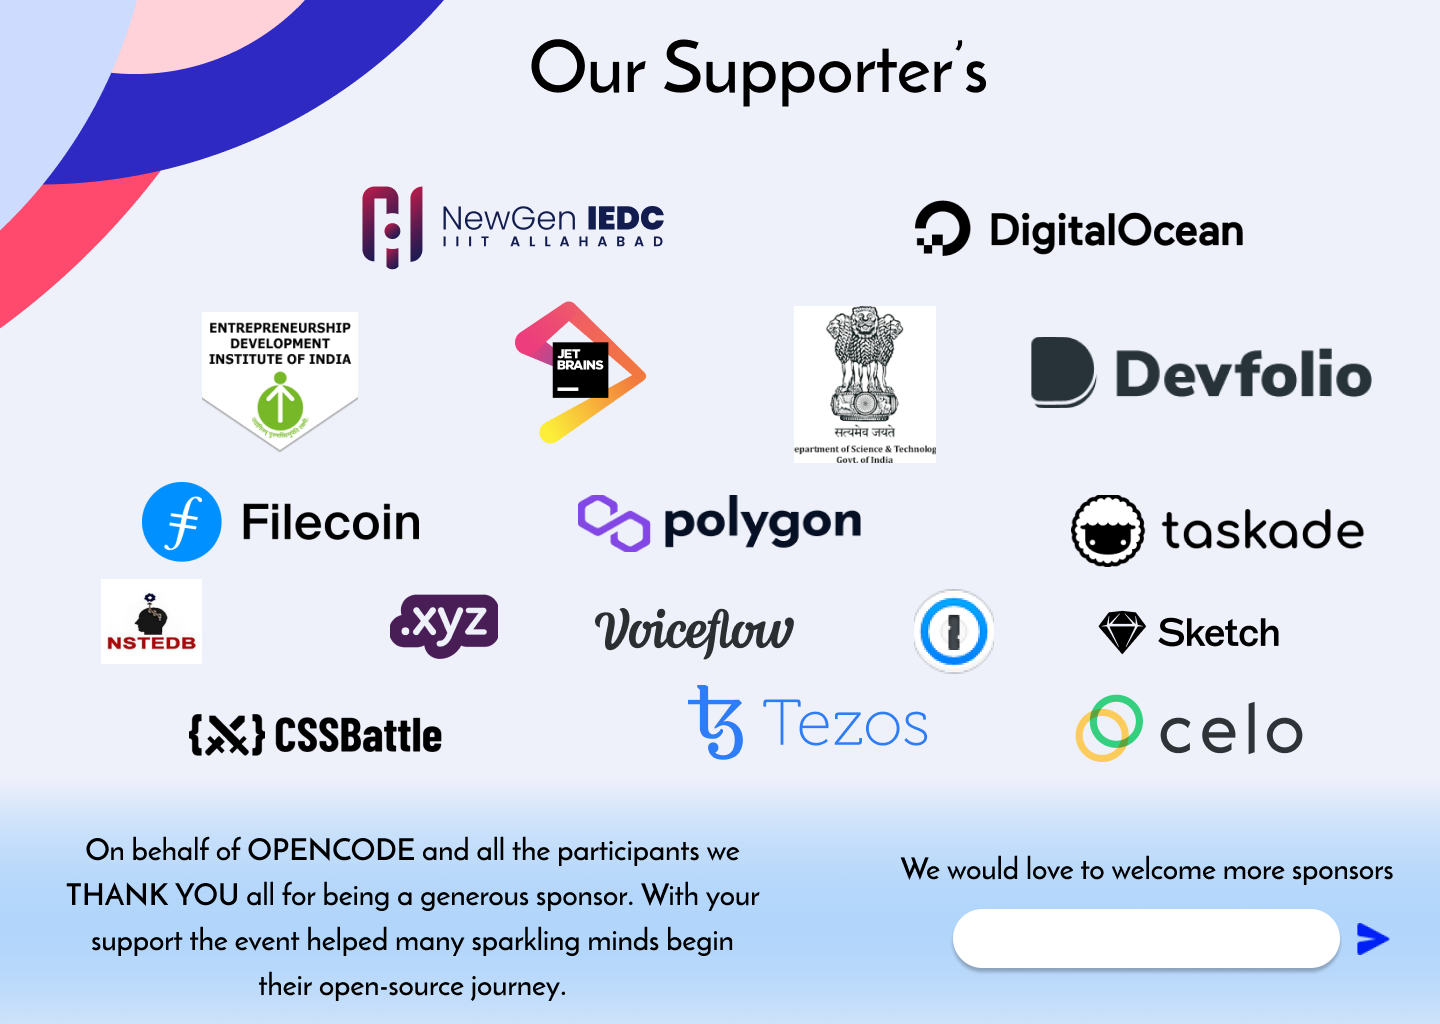 Our Supporter's
NewGen IEDC
IIIT ALLAHABAD
DigitalOcean
ENTREPRENEURSHIP
DEVELOPMENT
INSTITUTE OF INDIA
JET
BRAINS
सत्यमेव जयते
epartment of Science & Technolog
Govt. of India
Devfolio
Filecoin
polygon
taskade
NSTEDB
.xyz
Voiceflow
1
Sketch
{ } CSSBattle
Tezos
celo
On behalf of OPENCODE and all the participants we
THANK YOU all for being a generous sponsor. With your
support the event helped many sparkling minds begin
their open-source journey.
We would love to welcome more sponsors